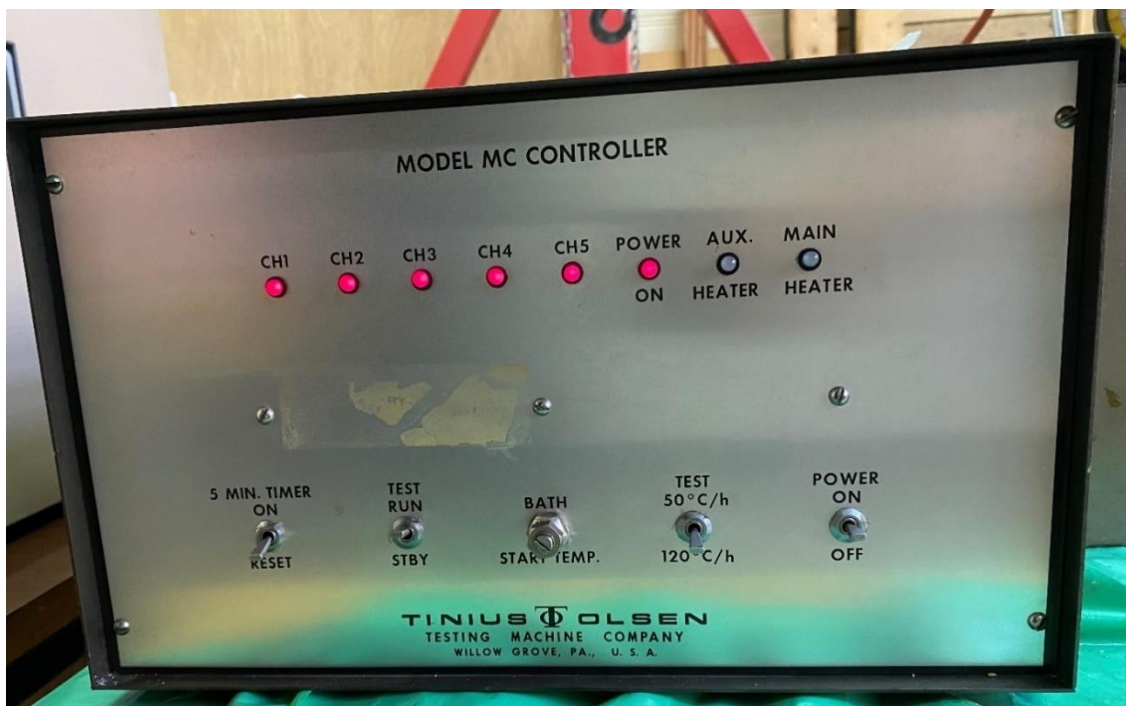 MODEL MC CONTROLLER
CH1 CH2 CH3 CH4 CH5 POWER AUX. MAIN
ON HEATER HEATER
5 MIN. TIMER TEST BATH TEST POWER
ON RUN 50°C/h ON
RESET STBY START TEMP. 120°C/h OFF
TINIUS OLSEN
TESTING MACHINE COMPANY
WILLOW GROVE, PA., U. S. A.